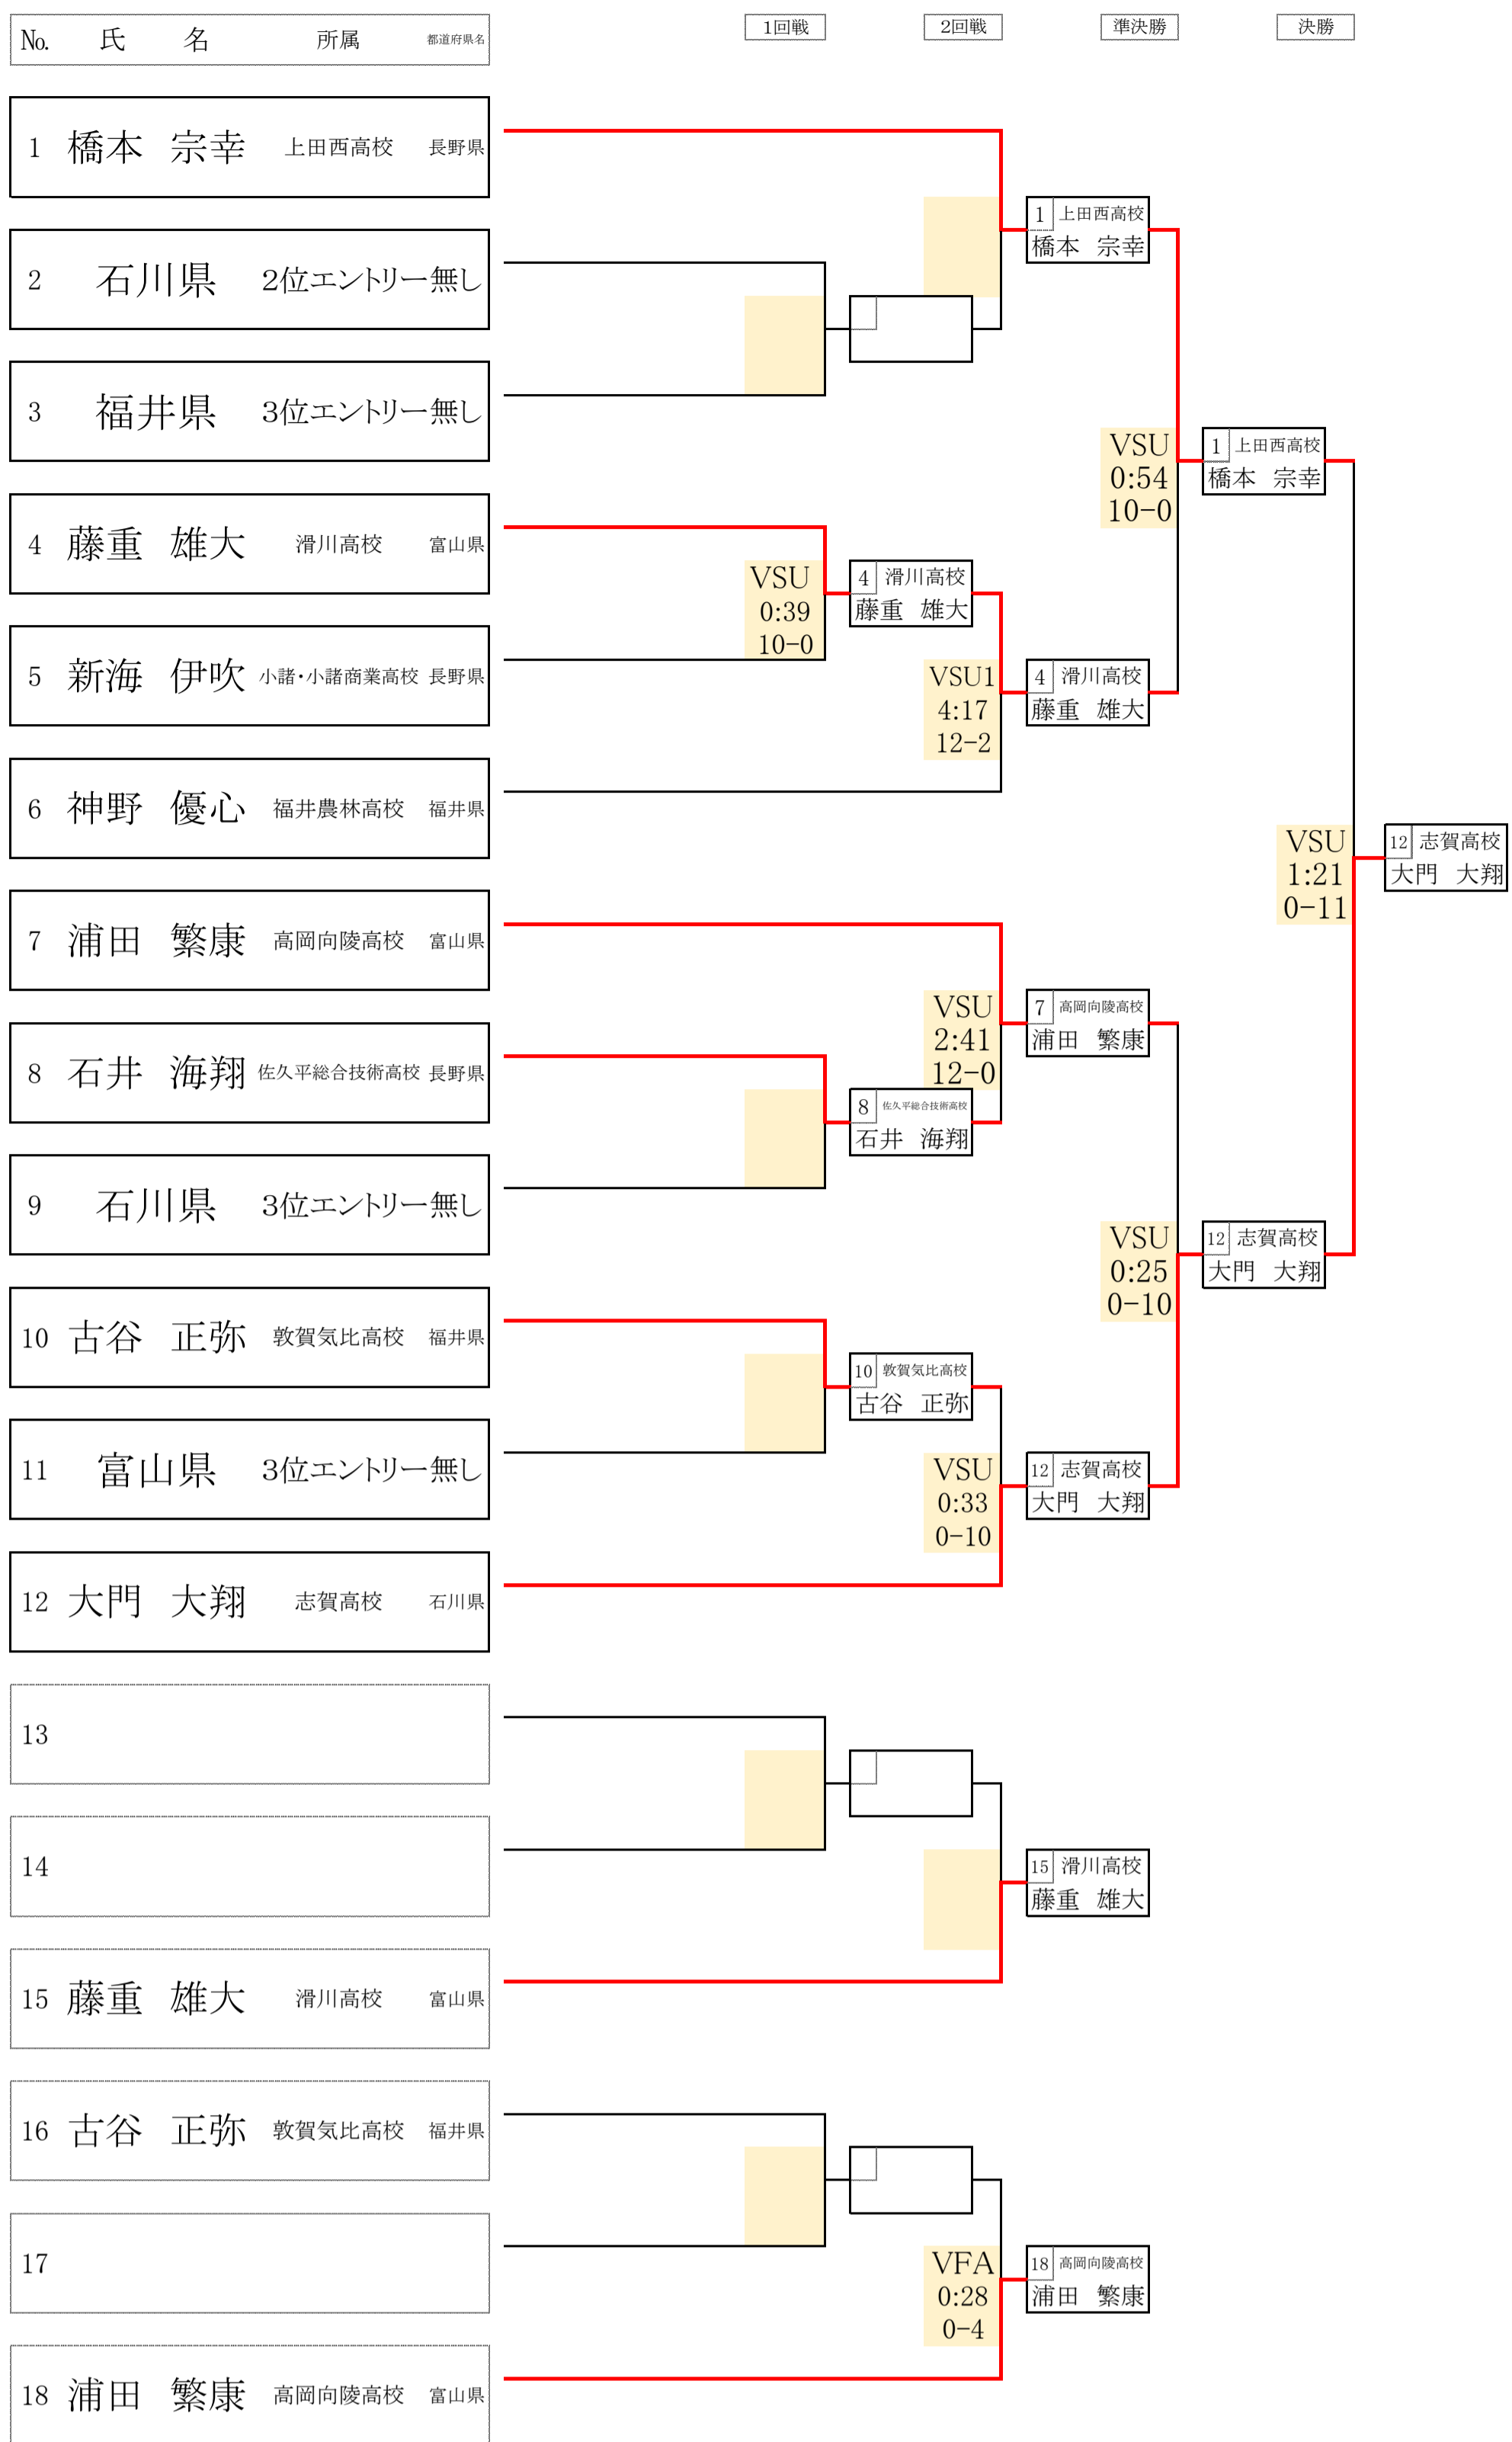 No. 氏 名 所属 都道府県名 1回戦 2回戦 準決勝 決勝
1 橋本 宗幸 上田西高校 長野県
1 上田西高校
橋本 宗幸
2 石川県 2位エントリー無し
3 福井県 3位エントリー無し
VSU
0:54
10-0
1 上田西高校
橋本 宗幸
4 藤重 雄大 滑川高校 富山県
VSU
0:39
10-0
4 滑川高校
藤重 雄大
5 新海 伊吹 小諸・小諸商業高校 長野県
VSU1
4:17
12-2
4 滑川高校
藤重 雄大
6 神野 優心 福井農林高校 福井県
VSU
1:21
0-11
12 志賀高校
大門 大翔
7 浦田 繁康 高岡向陵高校 富山県
VSU
2:41
12-0
7 高岡向陵高校
浦田 繁康
8 石井 海翔 佐久平総合技術高校 長野県
8 佐久平総合技術高校
石井 海翔
9 石川県 3位エントリー無し
VSU
0:25
0-10
12 志賀高校
大門 大翔
10 古谷 正弥 敦賀気比高校 福井県
10 敦賀気比高校
古谷 正弥
11 富山県 3位エントリー無し
VSU
0:33
0-10
12 志賀高校
大門 大翔
12 大門 大翔 志賀高校 石川県
13
14
15 滑川高校
藤重 雄大
15 藤重 雄大 滑川高校 富山県
16 古谷 正弥 敦賀気比高校 福井県
17
VFA
0:28
0-4
18 高岡向陵高校
浦田 繁康
18 浦田 繁康 高岡向陵高校 富山県